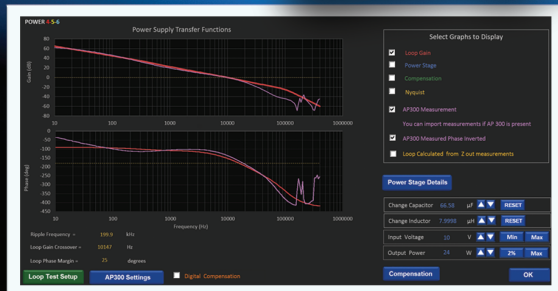 POWER 4-5-6
Power Supply Transfer Functions
Gain (dB)
80
60
40
20
0
-20
-40
-60
-80
10 100 1000 10000 100000 1000000
Phase (deg)
0
-50
-100
-150
-200
-250
-300
-350
-400
-450
10 100 1000 10000 100000 1000000
Frequency (Hz)
Ripple Frequency = 199.9 kHz
Loop Gain Crossover = 10147 Hz
Loop Phase Margin = 25 degrees
Loop Test Setup
AP300 Settings
Digital Compensation
Select Graphs to Display
Loop Gain
Power Stage
Compensation
Nyquist
AP300 Measurement
You can import measurements if AP 300 is present
AP300 Measured Phase Inverted
Loop Calculated from Z out measurements
Power Stage Details
Change Capacitor 66.58 µF RESET
Change Inductor 7.9998 µH RESET
Input Voltage 10 V Min Max
Output Power 24 W 2% Max
Compensation
OK